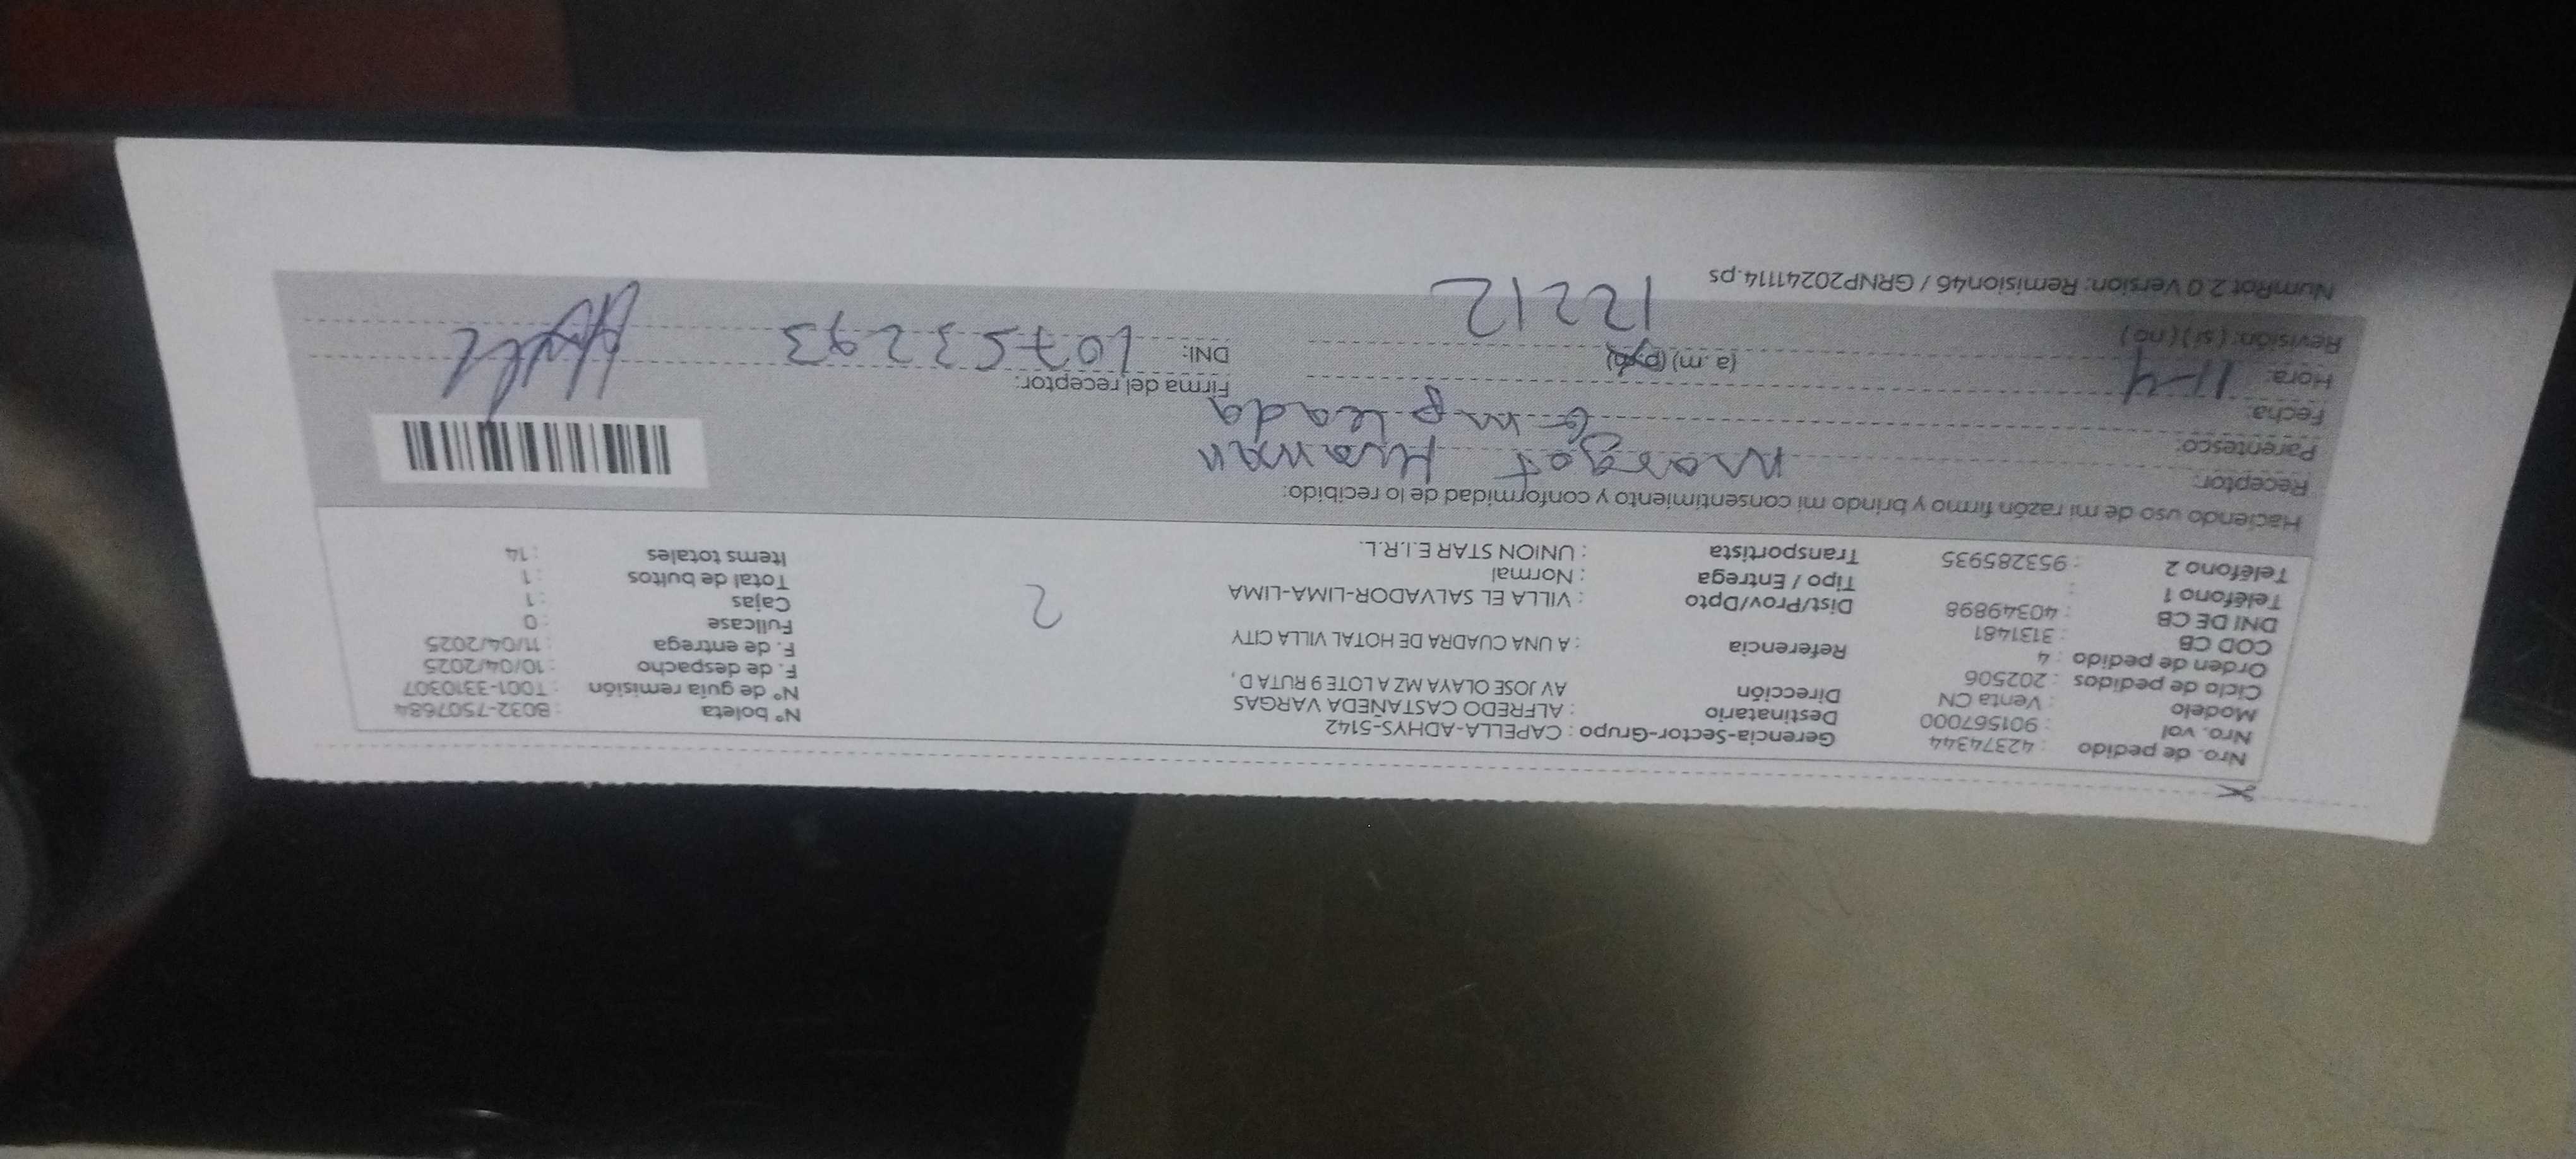 Nro. de pedido : 42374344 Gerencia-Sector-Grupo : CAPELLA-ADHYS-5142 N° boleta : B032-7507684
Nro. vol : 901567000 Destinatario : ALFREDO CASTAÑEDA VARGAS N° de guía remisión : T001-3310307
Modelo : Venta CN Dirección AV JOSE OLAYA MZ A LOTE 9 RUTA D, F. de despacho : 10/04/2025
Ciclo de pedidos : 202506 F. de entrega : 11/04/2025
Orden de pedido : 4 Referencia : A UNA CUADRA DE HOTAL VILLA CITY Fullcase : 0
COD CB : 3131481 Dist/Prov/Dpto : VILLA EL SALVADOR-LIMA-LIMA 2 Cajas : 1
DNI DE CB : 40349898 Tipo / Entrega : Normal Total de bultos : 1
Teléfono 1 : Transportista : UNION STAR E.I.R.L. Items totales : 14
Teléfono 2 : 953285935
Haciendo uso de mi razón firmo y brindo mi consentimiento y conformidad de lo recibido:
Receptor: Margot Huaman
Parentesco: Empleada
Fecha: 11-4 Firma del receptor:
Hora: (a.m) (p.m) DNI: 10753293
Revisión: ( si ) ( no ) 12212
NumRot 2.0 Version: Remision46 / GRNP20241114.ps